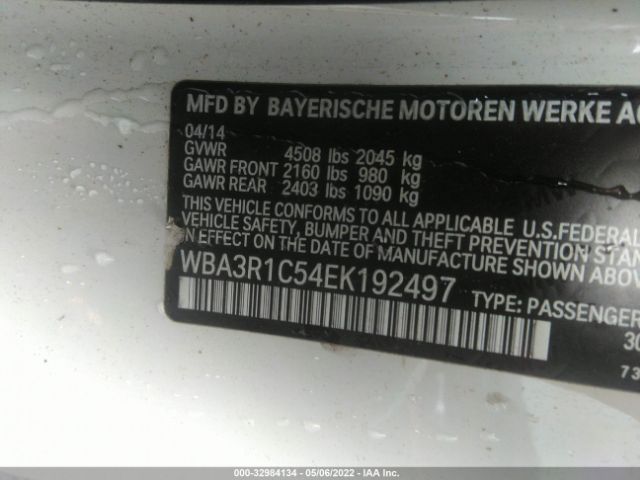 MFD BY BAYERISCHE MOTOREN WERKE AG
04/14
GVWR 4508 lbs 2045 kg
GAWR FRONT 2160 lbs 980 kg
GAWR REAR 2403 lbs 1090 kg
THIS VEHICLE CONFORMS TO ALL APPLICABLE U.S.FEDERAL
VEHICLE SAFETY, BUMPER AND THEFT PREVENTION STAN
IN EFFECT ON THE DATE OF MANUFACTURE SHOWN ABOV
WBA3R1C54EK192497 TYPE: PASSENGER
30
73
000-32984134 - 05/06/2022 - IAA Inc.